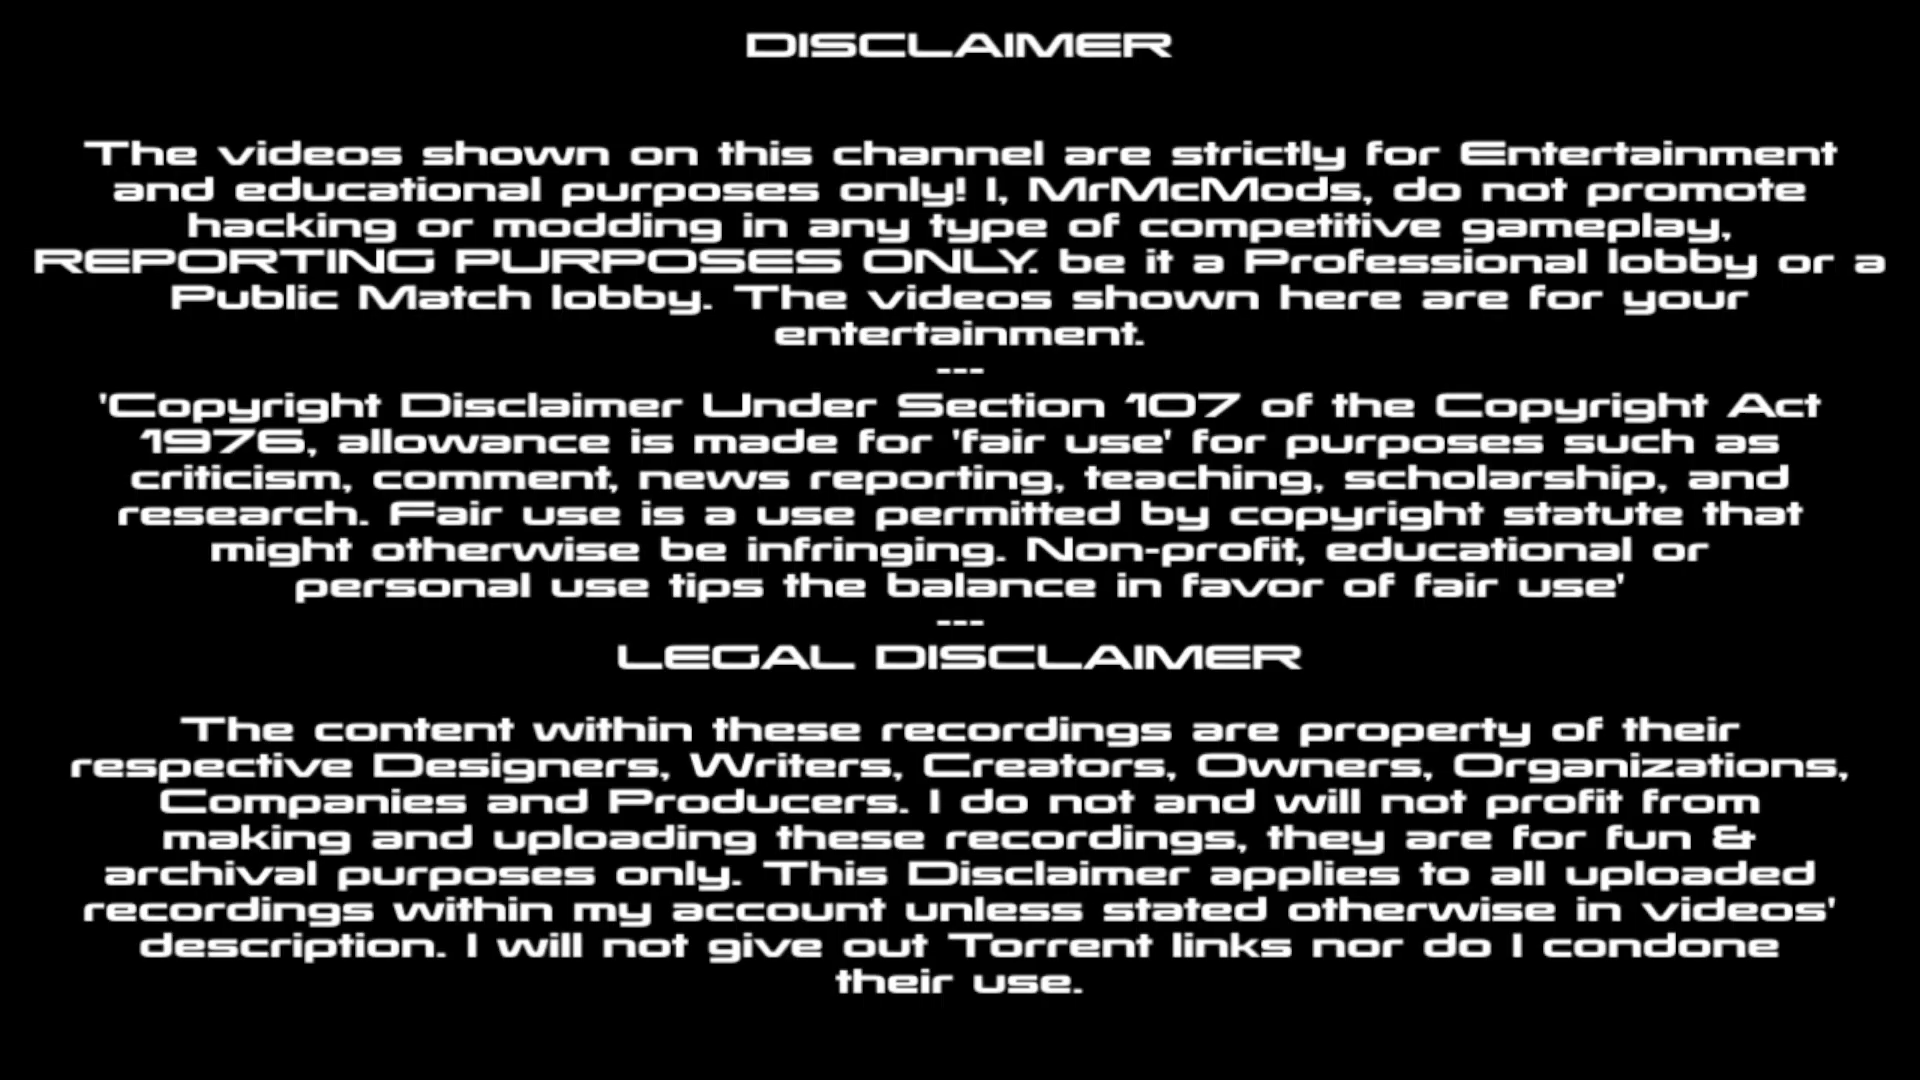 DISCLAIMER
The videos shown on this channel are strictly for Entertainment
and educational purposes only! I, MrMcMods, do not promote
hacking or modding in any type of competitive gameplay,
REPORTING PURPOSES ONLY. be it a Professional lobby or a
Public Match lobby. The videos shown here are for your
entertainment.
---
'Copyright Disclaimer Under Section 107 of the Copyright Act
1976, allowance is made for 'fair use' for purposes such as
criticism, comment, news reporting, teaching, scholarship, and
research. Fair use is a use permitted by copyright statute that
might otherwise be infringing. Non-profit, educational or
personal use tips the balance in favor of fair use'
---
LEGAL DISCLAIMER
The content within these recordings are property of their
respective Designers, Writers, Creators, Owners, Organizations,
Companies and Producers. I do not and will not profit from
making and uploading these recordings, they are for fun &
archival purposes only. This Disclaimer applies to all uploaded
recordings within my account unless stated otherwise in videos'
description. I will not give out Torrent links nor do I condone
their use.